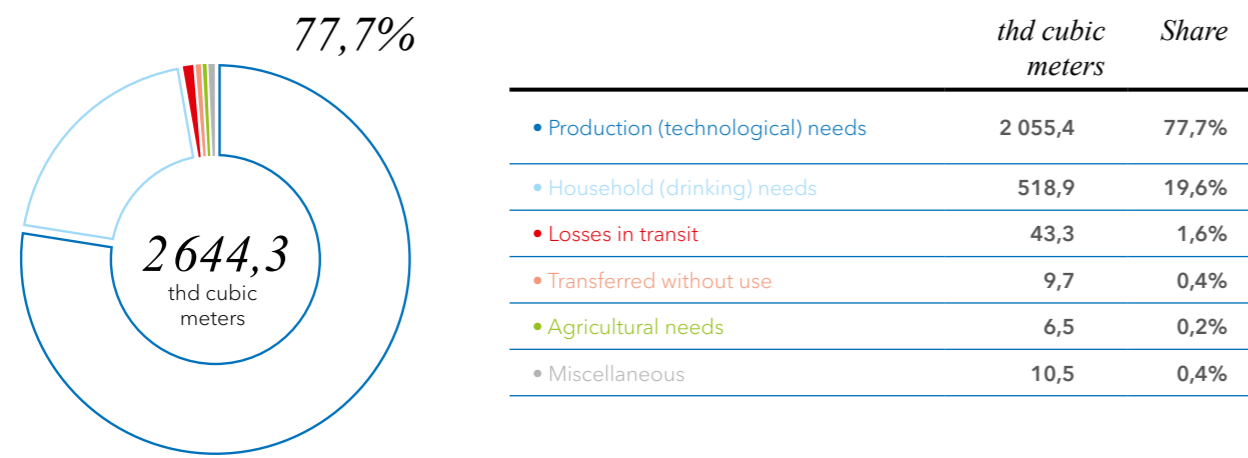 77,7%
2 644,3
thd cubic
meters
thd cubic meters Share
• Production (technological) needs 2 055,4 77,7%
• Household (drinking) needs 518,9 19,6%
• Losses in transit 43,3 1,6%
• Transferred without use 9,7 0,4%
• Agricultural needs 6,5 0,2%
• Miscellaneous 10,5 0,4%